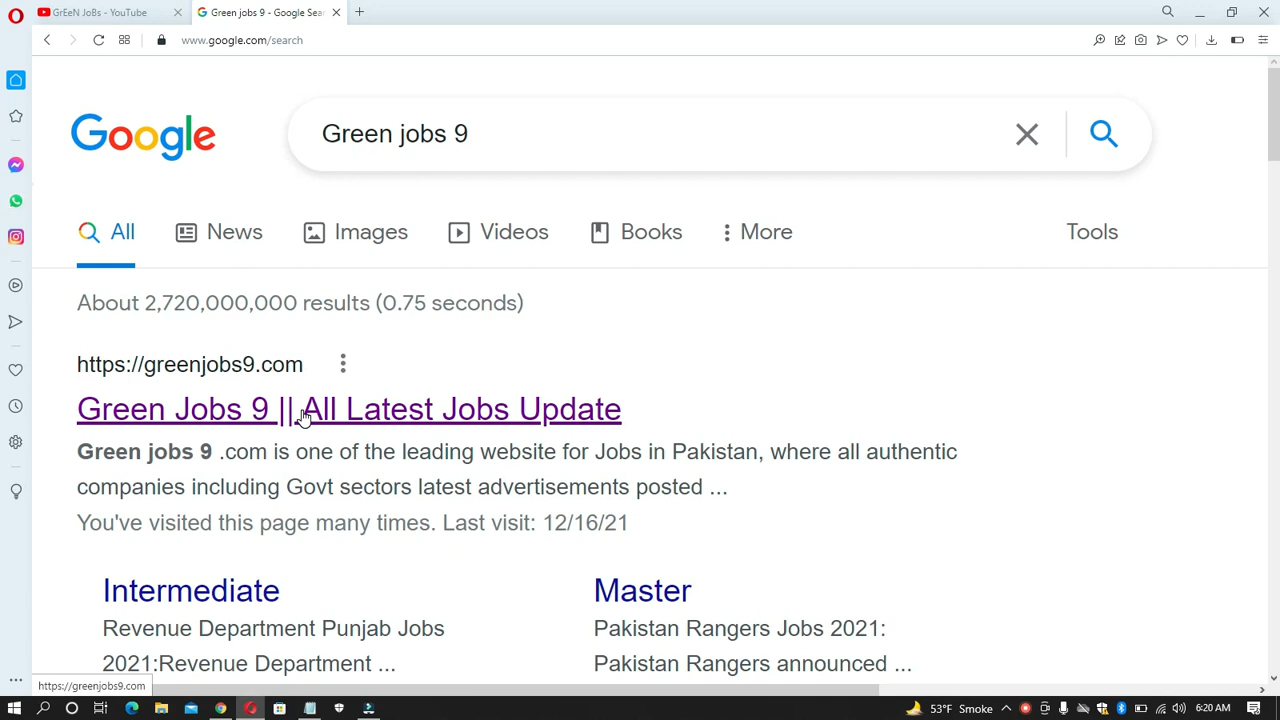 GrEeN JoBs - YouTube
Green jobs 9 - Google Sear
www.google.com/search
Google
Green jobs 9
All
News
Images
Videos
Books
More
Tools
About 2,720,000,000 results (0.75 seconds)
https://greenjobs9.com
Green Jobs 9 || All Latest Jobs Update
Green jobs 9 .com is one of the leading website for Jobs in Pakistan, where all authentic
companies including Govt sectors latest advertisements posted ...
You've visited this page many times. Last visit: 12/16/21
Intermediate
Master
Revenue Department Punjab Jobs
Pakistan Rangers Jobs 2021:
2021:Revenue Department ...
Pakistan Rangers announced ...
https://greenjobs9.com
53°F Smoke
6:20 AM